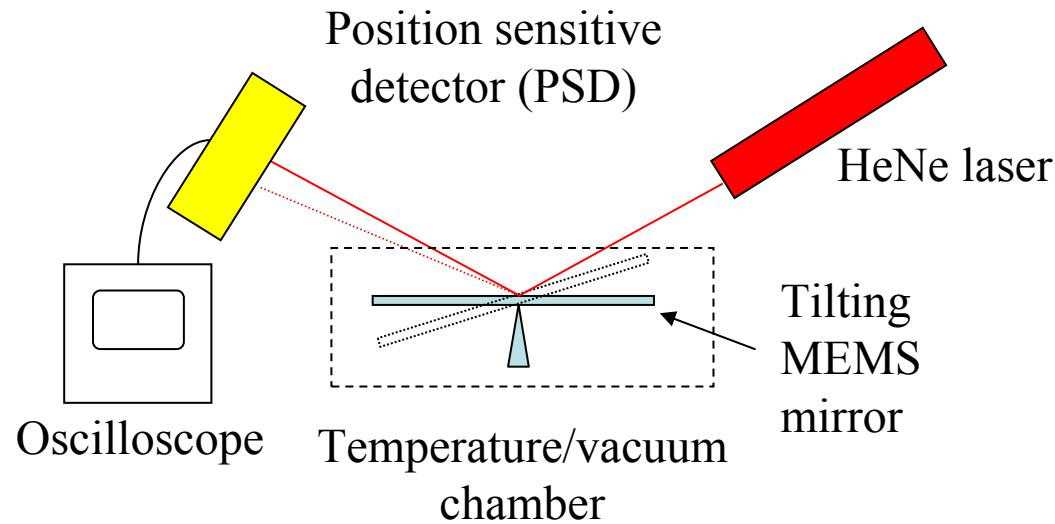 Position sensitive
detector (PSD)
HeNe laser
Tilting
MEMS
mirror
Oscilloscope
Temperature/vacuum
chamber